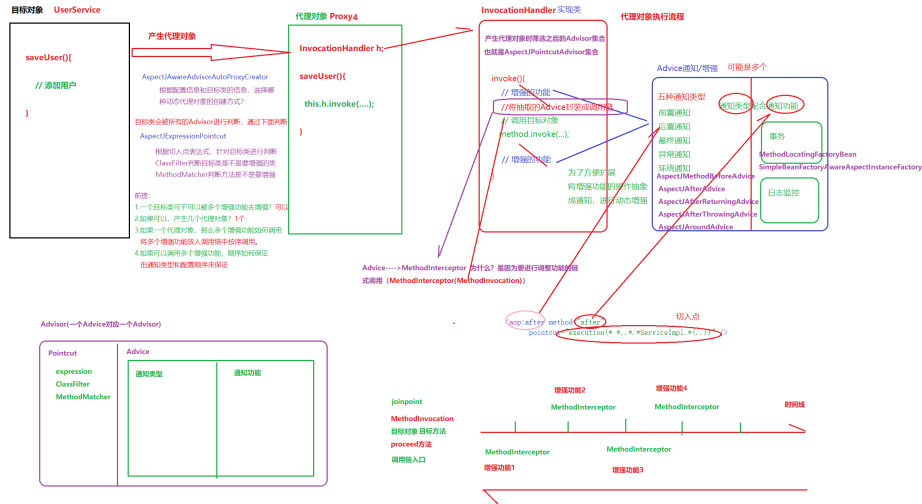 目标对象 UserService
saveUser(){
// 添加用户
}
产生代理对象
AspectJAwareAdvisorAutoProxyCreator
根据配置信息和目标类的信息、选择哪
种动态代理对象的创建方式?
目标类会被所有的Advisor进行判断,通过下面判断
AspectJExpressionPointcut
根据切入点表达式,针对目标类进行判断
ClassFilter判断目标类是不是要增强的类
MethodMatcher判断方法是不是要增强
前提:
1.一个目标类可不可以被多个增强功能去增强?可以
2.如果可以,产生几个代理对象?1个
3.如果一个代理对象,那么多个增强功能如何调用
将多个增强功能放入调用链中按序调用。
4.如果可以调用多个增强功能,顺序如何保证
由通知类型和配置顺序来保证
代理对象 Proxy4
InvocationHandler h;
saveUser(){
this.h.invoke(....);
}
InvocationHandler 实现类
产生代理对象时筛选之后的Advisor集合
也就是AspectJPointcutAdvisor集合
invoke(){
// 增强的功能
//将抽取的Advice封装成调用链
// 调用目标对象
method.invoke(...);
// 增强的功能
}
为了方便扩展
将增强功能的操作抽象
成通知,进行动态增强
代理对象执行流程
Advice通知/增强 可能是多个
五种通知类型
通知类型配合通知功能
前置通知
后置通知
最终通知
异常通知
环绕通知
AspectJMethodBeforeAdvice
AspectJAfterAdvice
AspectJAfterReturningAdvice
AspectJAfterThrowingAdvice
AspectJAroundAdvice
事务
MethodLocatingFactoryBean
SimpleBeanFactoryAwareAspectInstanceFactory
日志监控
Advice---->MethodInterceptor 为什么?是因为要进行调整功能的链
式调用(MethodInterceptor(MethodInvocation))
aop:after method="after"
pointcut="execution(* *..*.*ServiceImpl.*(..))" />
切入点
Advisor(一个Advice对应一个Advisor)
Pointcut
expression
ClassFilter
MethodMatcher
Advice
通知类型
通知功能
joinpoint
MethodInvocation
目标对象 目标方法
proceed方法
调用链入口
增强功能2
MethodInterceptor
增强功能4
MethodInterceptor
时间线
MethodInterceptor
增强功能1
MethodInterceptor
增强功能3